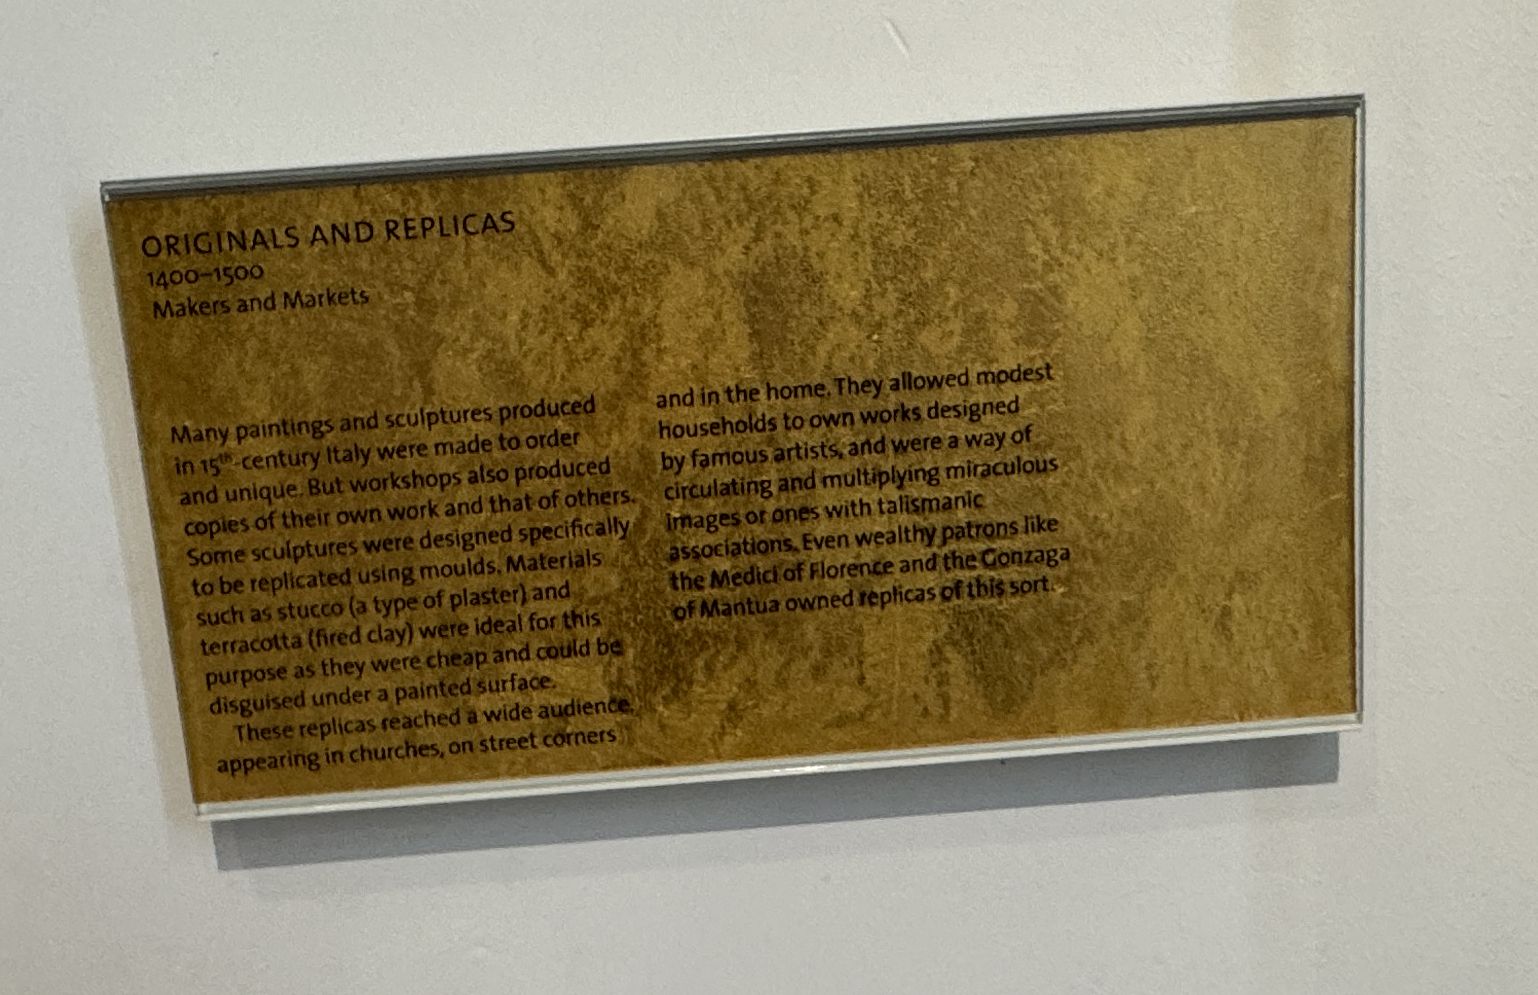 ORIGINALS AND REPLICAS
1400–1500
Makers and Markets
Many paintings and sculptures produced
in 15th-century Italy were made to order
and unique. But workshops also produced
copies of their own work and that of others.
Some sculptures were designed specifically
to be replicated using moulds. Materials
such as stucco (a type of plaster) and
terracotta (fired clay) were ideal for this
purpose as they were cheap and could be
disguised under a painted surface.
These replicas reached a wide audience,
appearing in churches, on street corners
and in the home. They allowed modest
households to own works designed
by famous artists, and were a way of
circulating and multiplying miraculous
images or ones with talismanic
associations. Even wealthy patrons like
the Medici of Florence and the Gonzaga
of Mantua owned replicas of this sort.